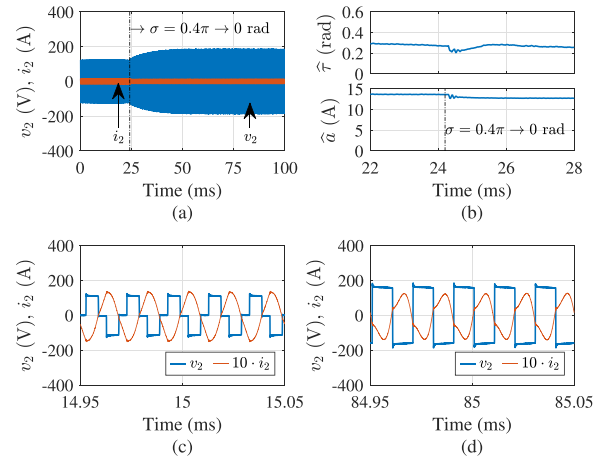 400
200
0
-200
-400
v₂ (V), i₂ (A)
→ σ = 0.4π → 0 rad
i₂
v₂
0 25 50 75 100
Time (ms)
(a)
0.6
0.4
0.2
0
τ̂ (rad)
15
10
5
0
â (A)
σ = 0.4π → 0 rad
22 24 26 28
Time (ms)
(b)
400
200
0
-200
-400
v₂ (V), i₂ (A)
v₂ 10 · i₂
14.95 15 15.05
Time (ms)
(c)
400
200
0
-200
-400
v₂ (V), i₂ (A)
v₂ 10 · i₂
84.95 85 85.05
Time (ms)
(d)